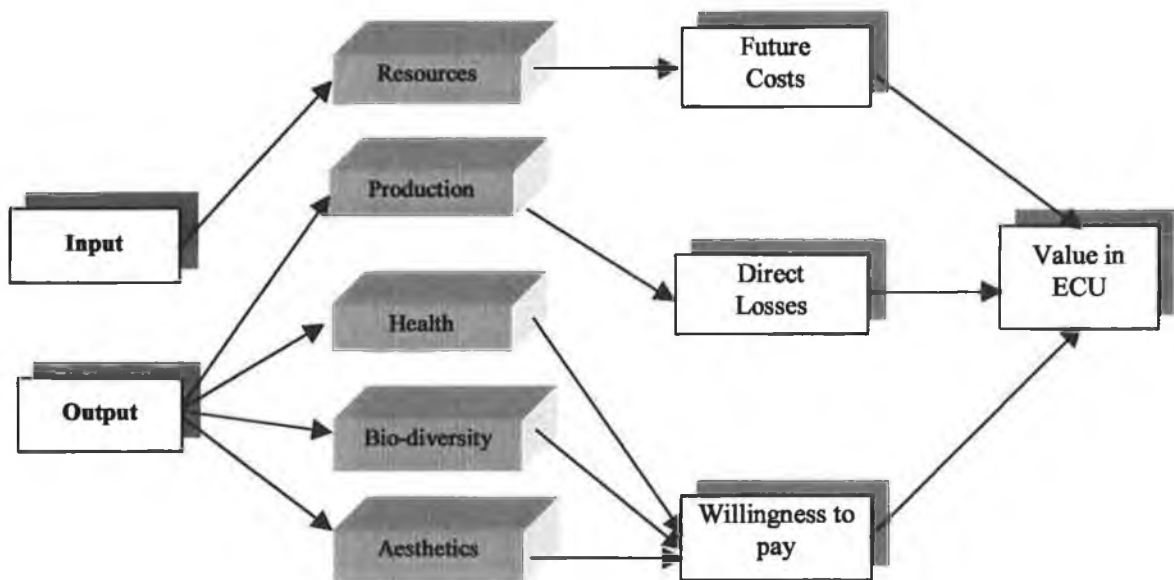 Resources
Future
Costs
Production
Input
Value in
ECU
Direct
Losses
Health
Output
Bio-diversity
Willingness to
pay
Aesthetics